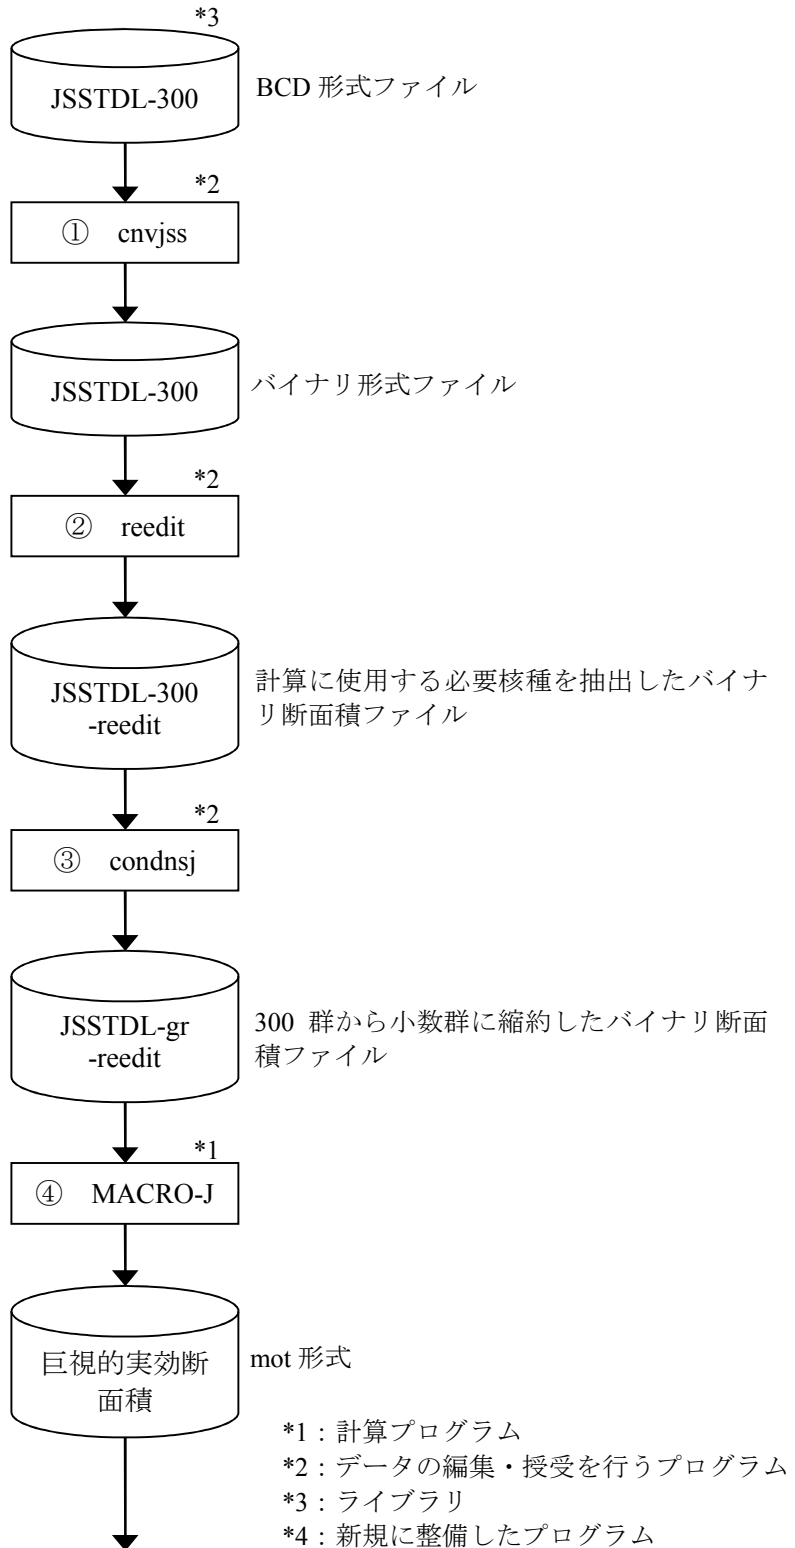 *3
JSSTDL-300
BCD 形式ファイル
*2
① cnvjss
JSSTDL-300
バイナリ形式ファイル
*2
② reedit
JSSTDL-300
-reedit
計算に使用する必要核種を抽出したバイナ
リ断面積ファイル
*2
③ condnsj
JSSTDL-gr
-reedit
300 群から小数群に縮約したバイナリ断面
積ファイル
*1
④ MACRO-J
巨視的実効断
面積
mot 形式
*1：計算プログラム
*2：データの編集・授受を行うプログラム
*3：ライブラリ
*4：新規に整備したプログラム